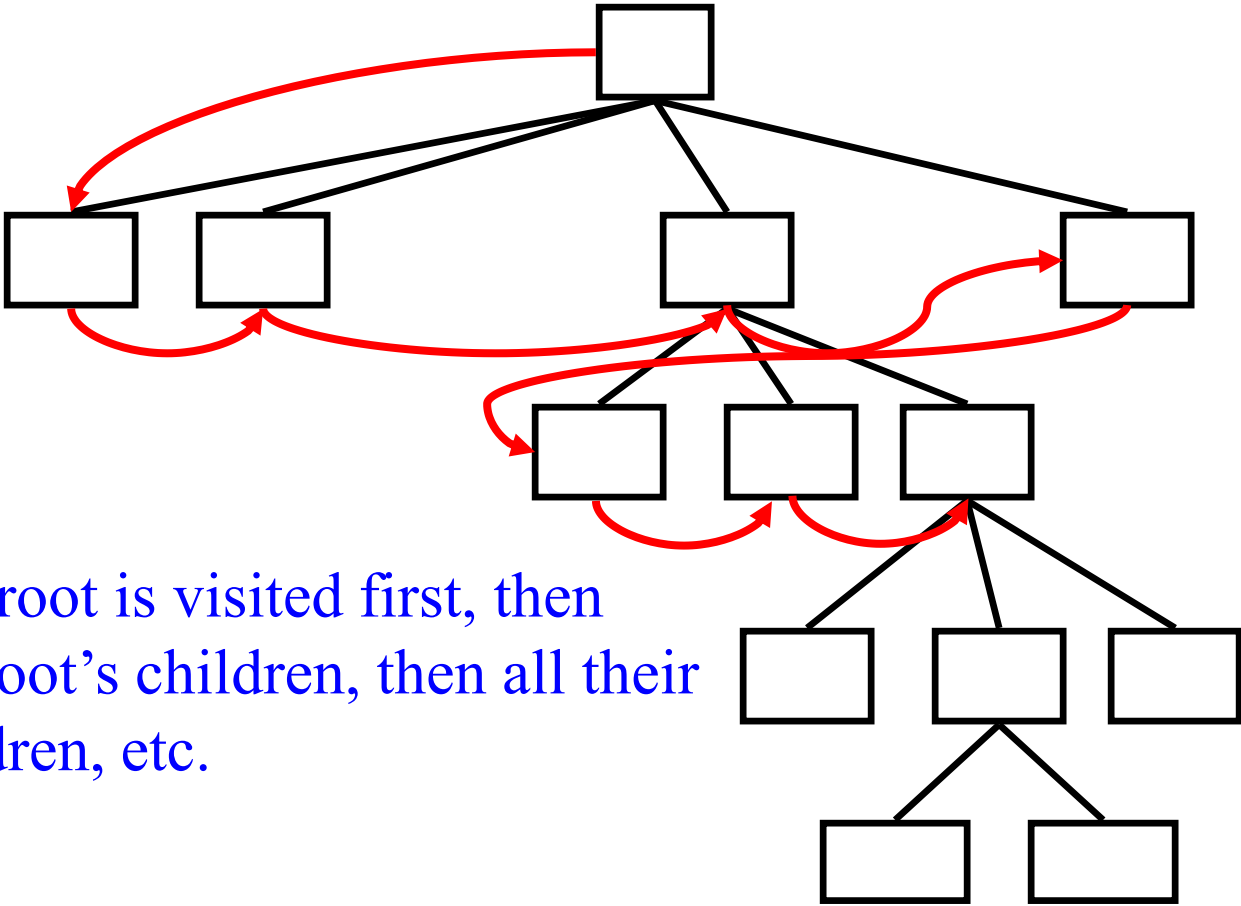 root is visited first, then
oot’s children, then all their
dren, etc.